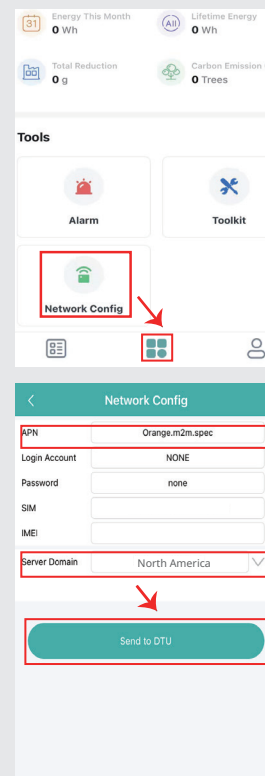 31
Energy This Month
0 Wh
All
Lifetime Energy
0 Wh
Total Reduction
0 g
Carbon Emission
0 Trees
Tools
Alarm
Toolkit
Network Config
Network Config
APN
Orange.m2m.spec
Login Account
NONE
Password
none
SIM
IMEI
Server Domain
North America
Send to DTU